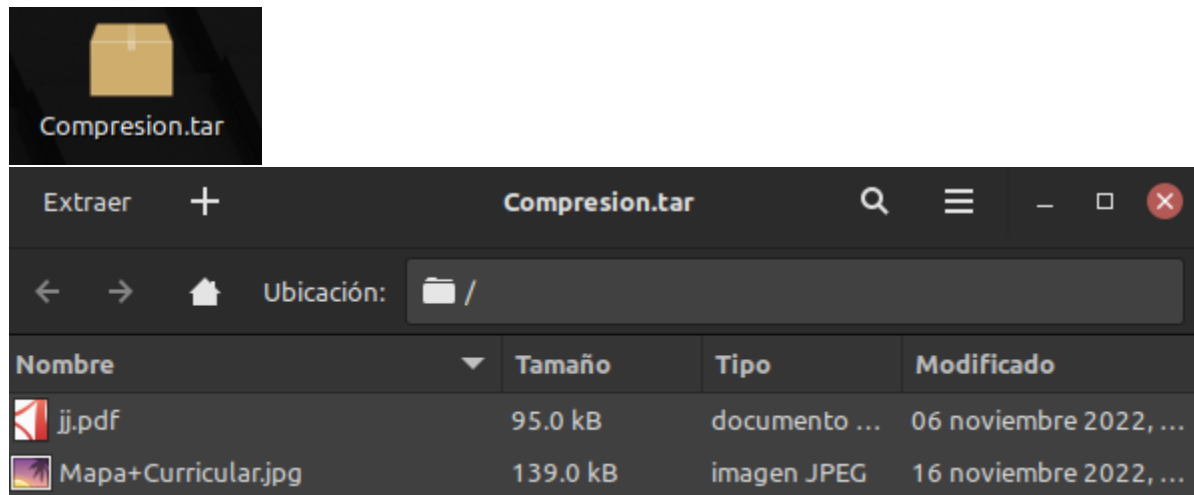 Compresion.tar
Extraer + Compresion.tar
Ubicación: /
Nombre Tamaño Tipo Modificado
jj.pdf 95.0 kB documento ... 06 noviembre 2022, ...
Mapa+Curricular.jpg 139.0 kB imagen JPEG 16 noviembre 2022, ...